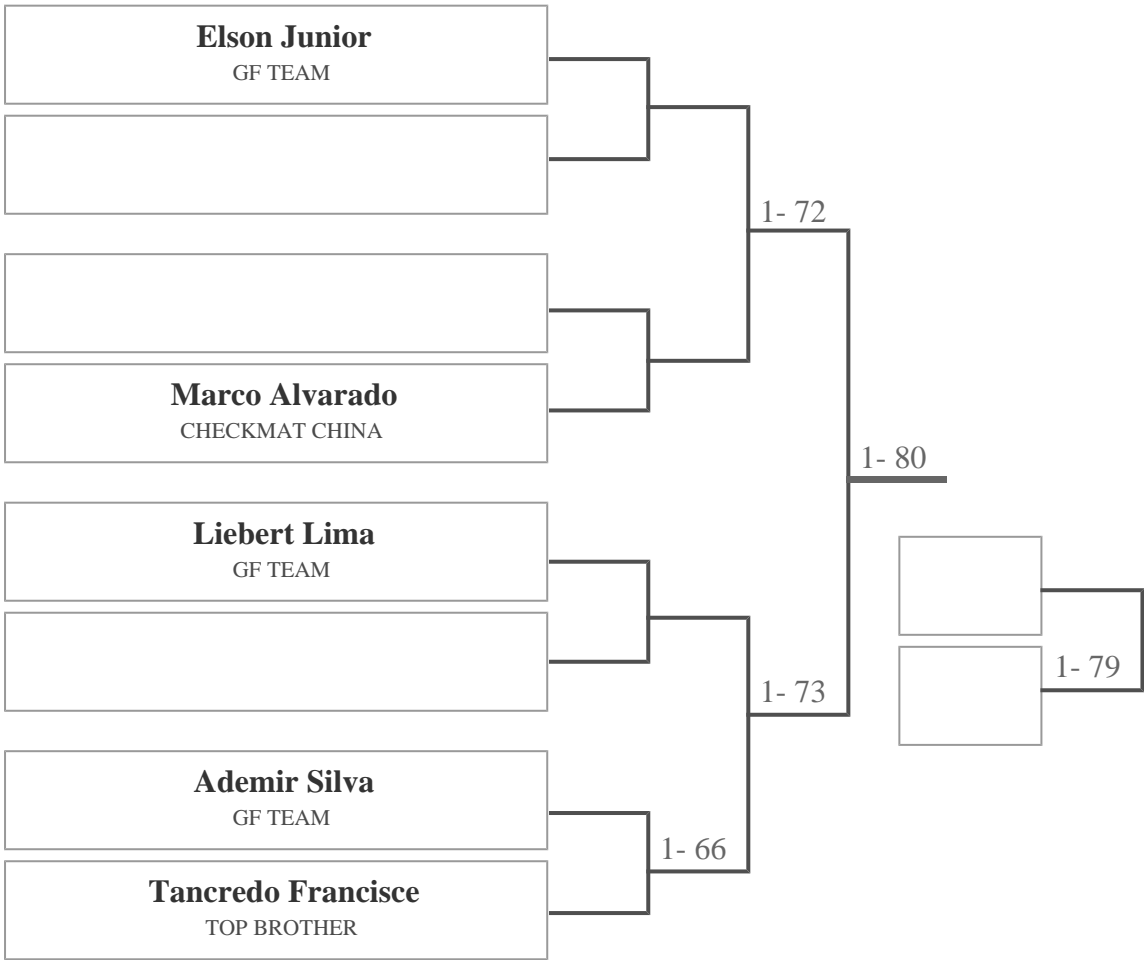 Elson Junior
GF TEAM
1- 72
Marco Alvarado
CHECKMAT CHINA
1- 80
Liebert Lima
GF TEAM
1- 79
1- 73
Ademir Silva
GF TEAM
1- 66
Tancredo Francisce
TOP BROTHER